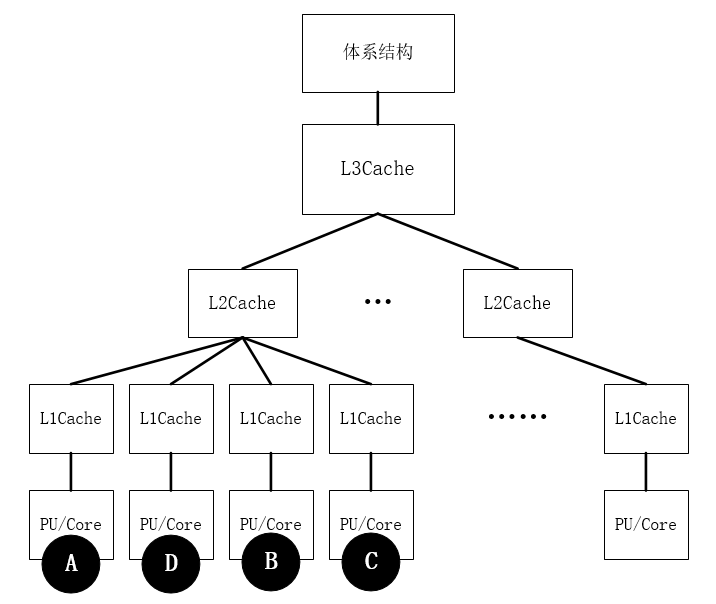 体系结构
L3Cache
L2Cache
...
L2Cache
L1Cache
L1Cache
L1Cache
L1Cache
......
L1Cache
PU/Core
PU/Core
PU/Core
PU/Core
PU/Core
A
D
B
C